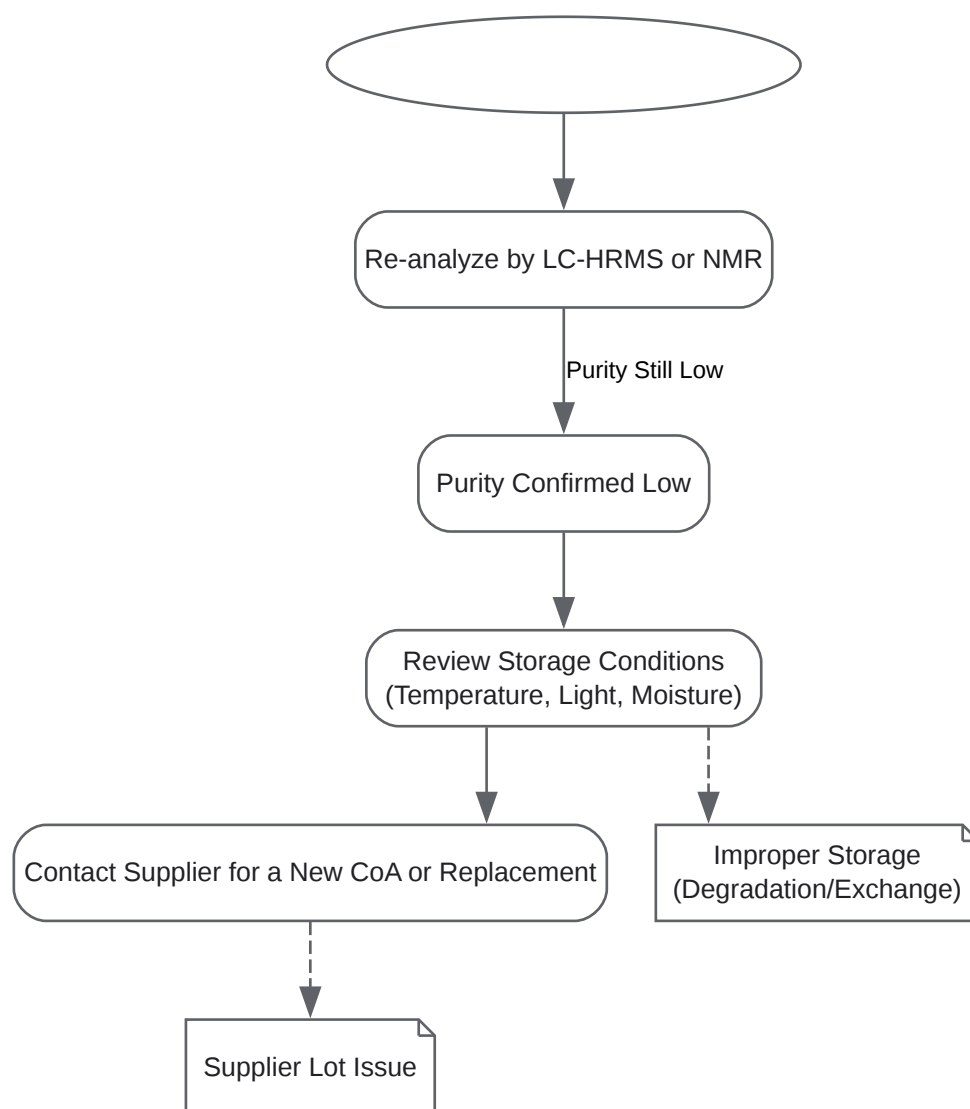 Re-analyze by LC-HRMS or NMR
Purity Still Low
Purity Confirmed Low
Review Storage Conditions
(Temperature, Light, Moisture)
Contact Supplier for a New CoA or Replacement
Improper Storage
(Degradation/Exchange)
Supplier Lot Issue